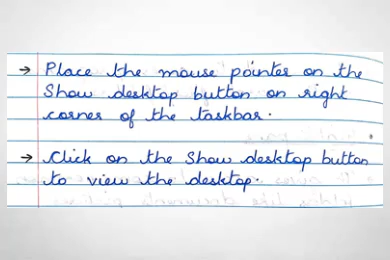 → Place the mouse pointer on the
Show desktop button on right
corner of the taskbar.
→ Click on the Show desktop button
to view the desktop.